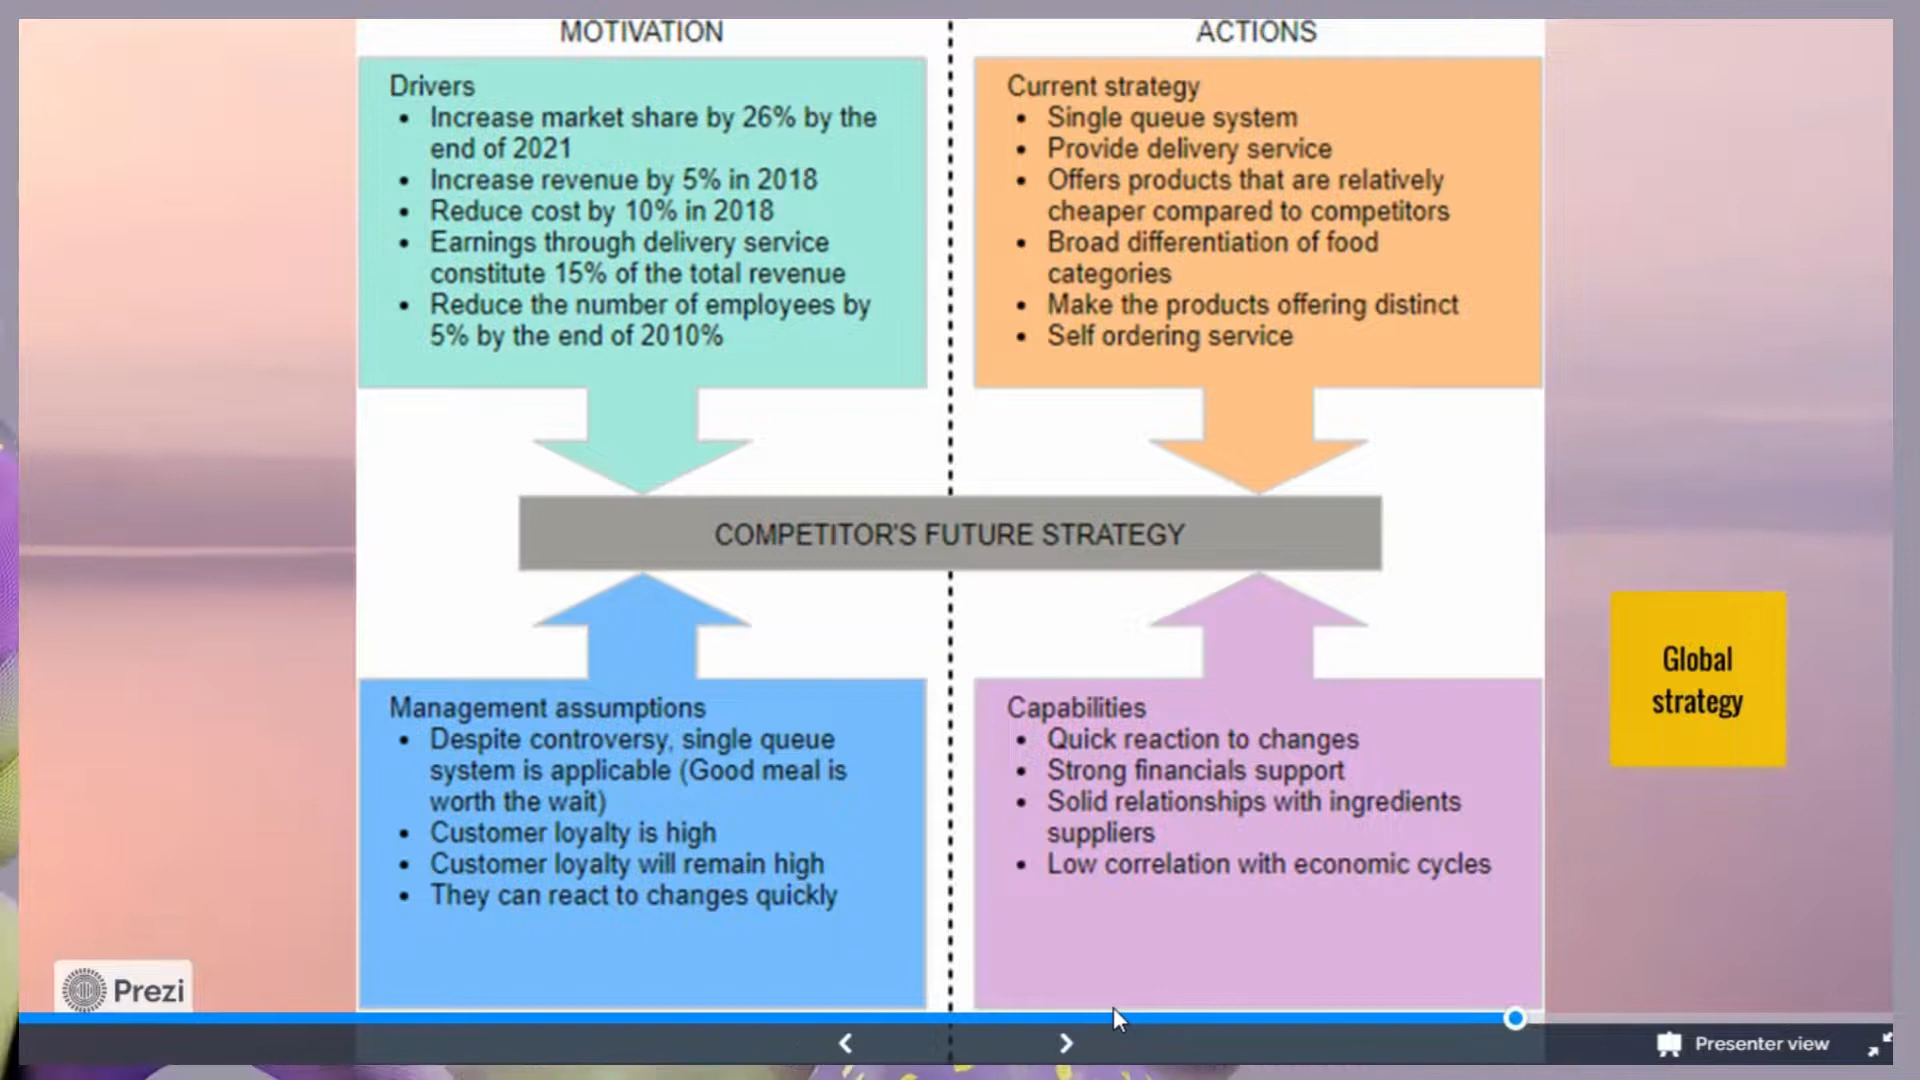 MOTIVATION
ACTIONS
Drivers
Increase market share by 26% by the
end of 2021
Increase revenue by 5% in 2018
Reduce cost by 10% in 2018
Earnings through delivery service
constitute 15% of the total revenue
Reduce the number of employees by
5% by the end of 2010%
Current strategy
Single queue system
Provide delivery service
Offers products that are relatively
cheaper compared to competitors
Broad differentiation of food
categories
Make the products offering distinct
Self ordering service
COMPETITOR'S FUTURE STRATEGY
Management assumptions
Despite controversy, single queue
system is applicable (Good meal is
worth the wait)
Customer loyalty is high
Customer loyalty will remain high
They can react to changes quickly
Capabilities
Quick reaction to changes
Strong financials support
Solid relationships with ingredients
suppliers
Low correlation with economic cycles
Global
strategy
Prezi
Presenter view